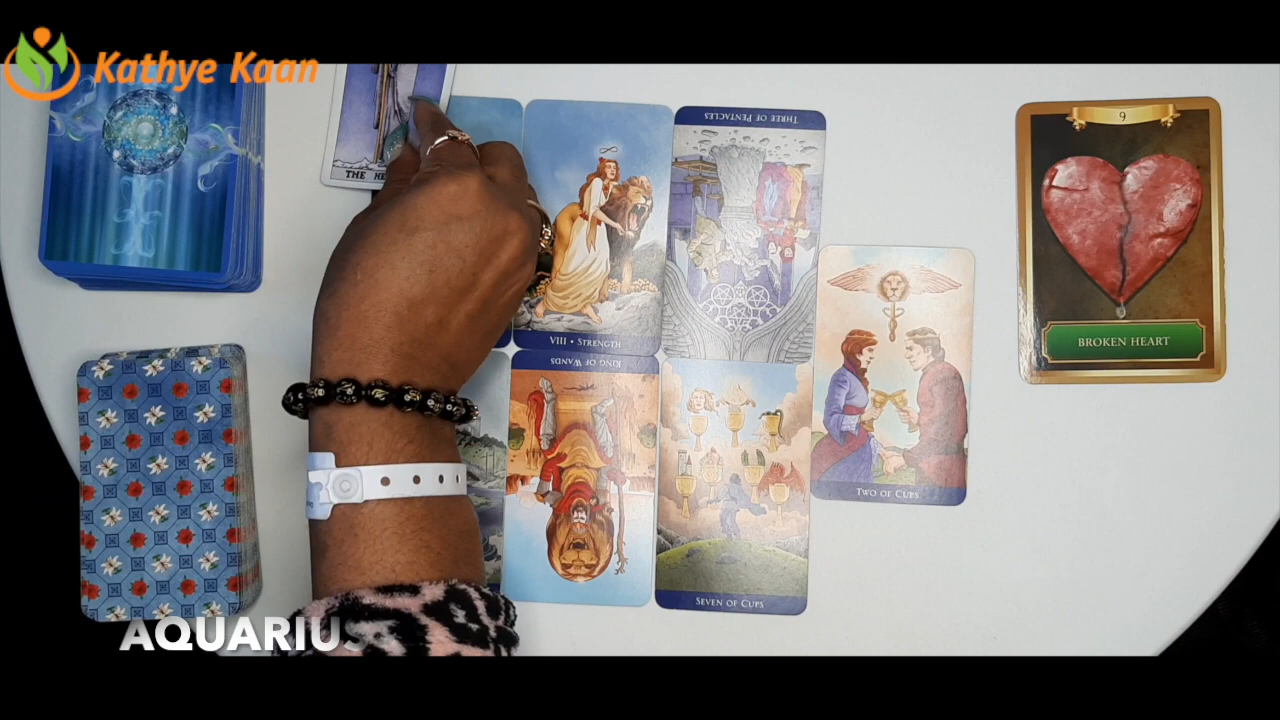 Kathye Kaan
THE HE
THREE OF PENTACLES
9
BROKEN HEART
VIII • STRENGTH
KING OF WANDS
TWO OF CUPS
SEVEN OF CUPS
AQUARIUS